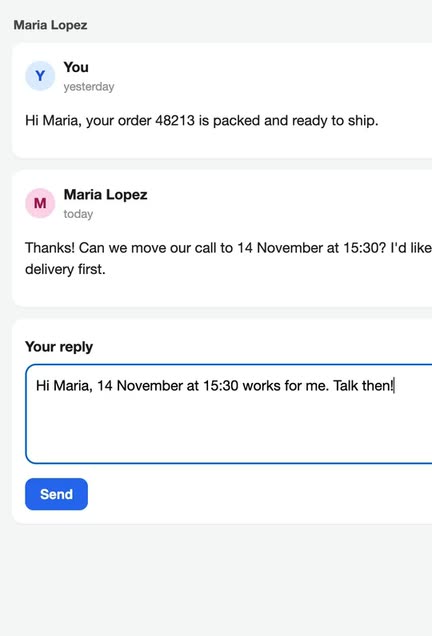 Maria Lopez
Y
You
yesterday
Hi Maria, your order 48213 is packed and ready to ship.
M
Maria Lopez
today
Thanks! Can we move our call to 14 November at 15:30? I'd like
delivery first.
Your reply
Hi Maria, 14 November at 15:30 works for me. Talk then!
Send